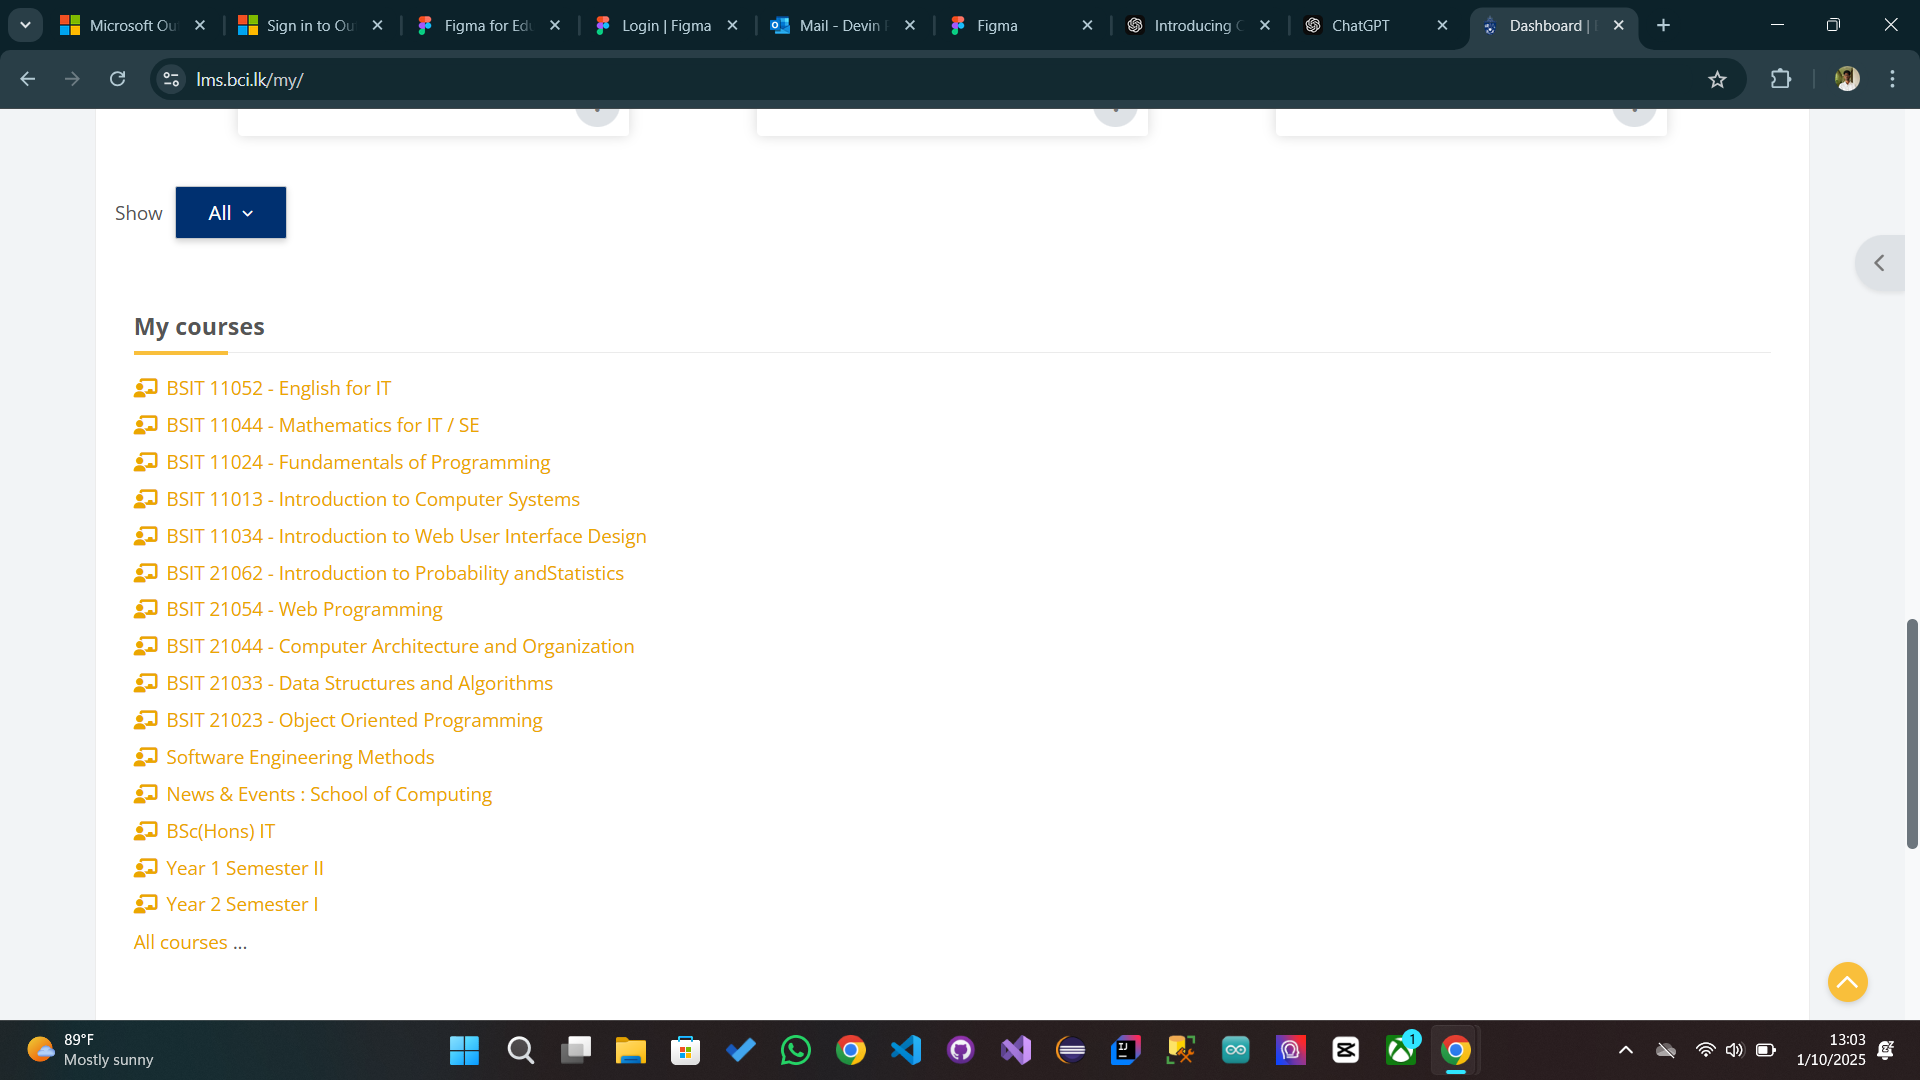 Microsoft Ou
Sign in to Ou
Figma for Edu
Login | Figma
Mail - Devin
Figma
Introducing
ChatGPT
Dashboard |
lms.bci.lk/my/
Show
All
My courses
BSIT 11052 - English for IT
BSIT 11044 - Mathematics for IT / SE
BSIT 11024 - Fundamentals of Programming
BSIT 11013 - Introduction to Computer Systems
BSIT 11034 - Introduction to Web User Interface Design
BSIT 21062 - Introduction to Probability andStatistics
BSIT 21054 - Web Programming
BSIT 21044 - Computer Architecture and Organization
BSIT 21033 - Data Structures and Algorithms
BSIT 21023 - Object Oriented Programming
Software Engineering Methods
News & Events : School of Computing
BSc(Hons) IT
Year 1 Semester II
Year 2 Semester I
All courses ...
89°F
Mostly sunny
1
13:03
1/10/2025